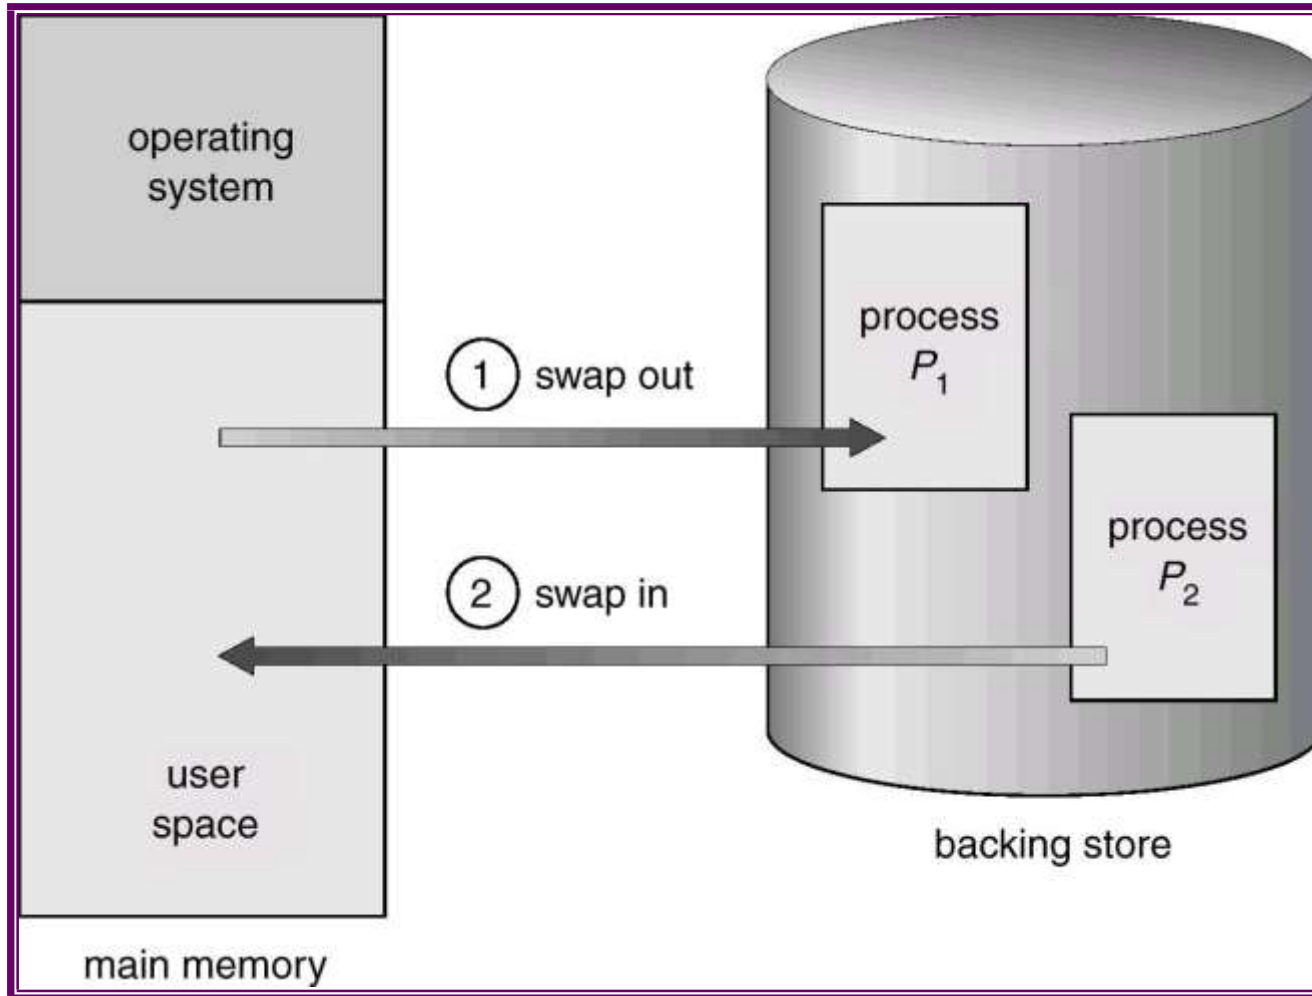 operating
system
process
P1
1 swap out
process
P2
2 swap in
user
space
backing store
main memory